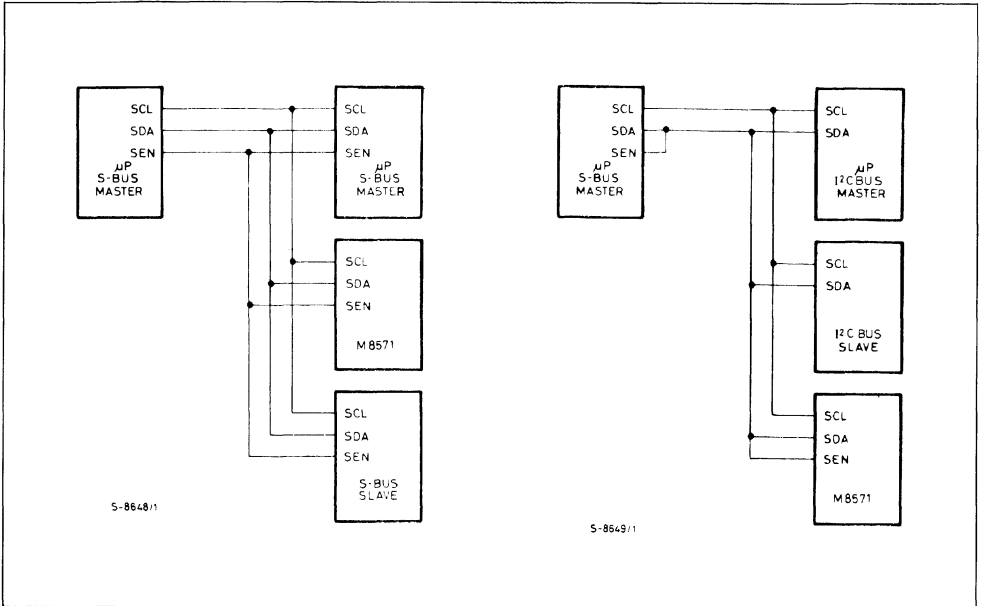 SCL
SDA
SEN
µP
S-BUS
MASTER
SCL
SDA
SEN
µP
S-BUS
MASTER
SCL
SDA
SEN
M8571
SCL
SDA
SEN
S-BUS
SLAVE
S-8648/1
SCL
SDA
SEN
µP
S-BUS
MASTER
SCL
SDA
µP
I²C BUS
MASTER
SCL
SDA
I²C BUS
SLAVE
SCL
SDA
SEN
M8571
S-8649/1